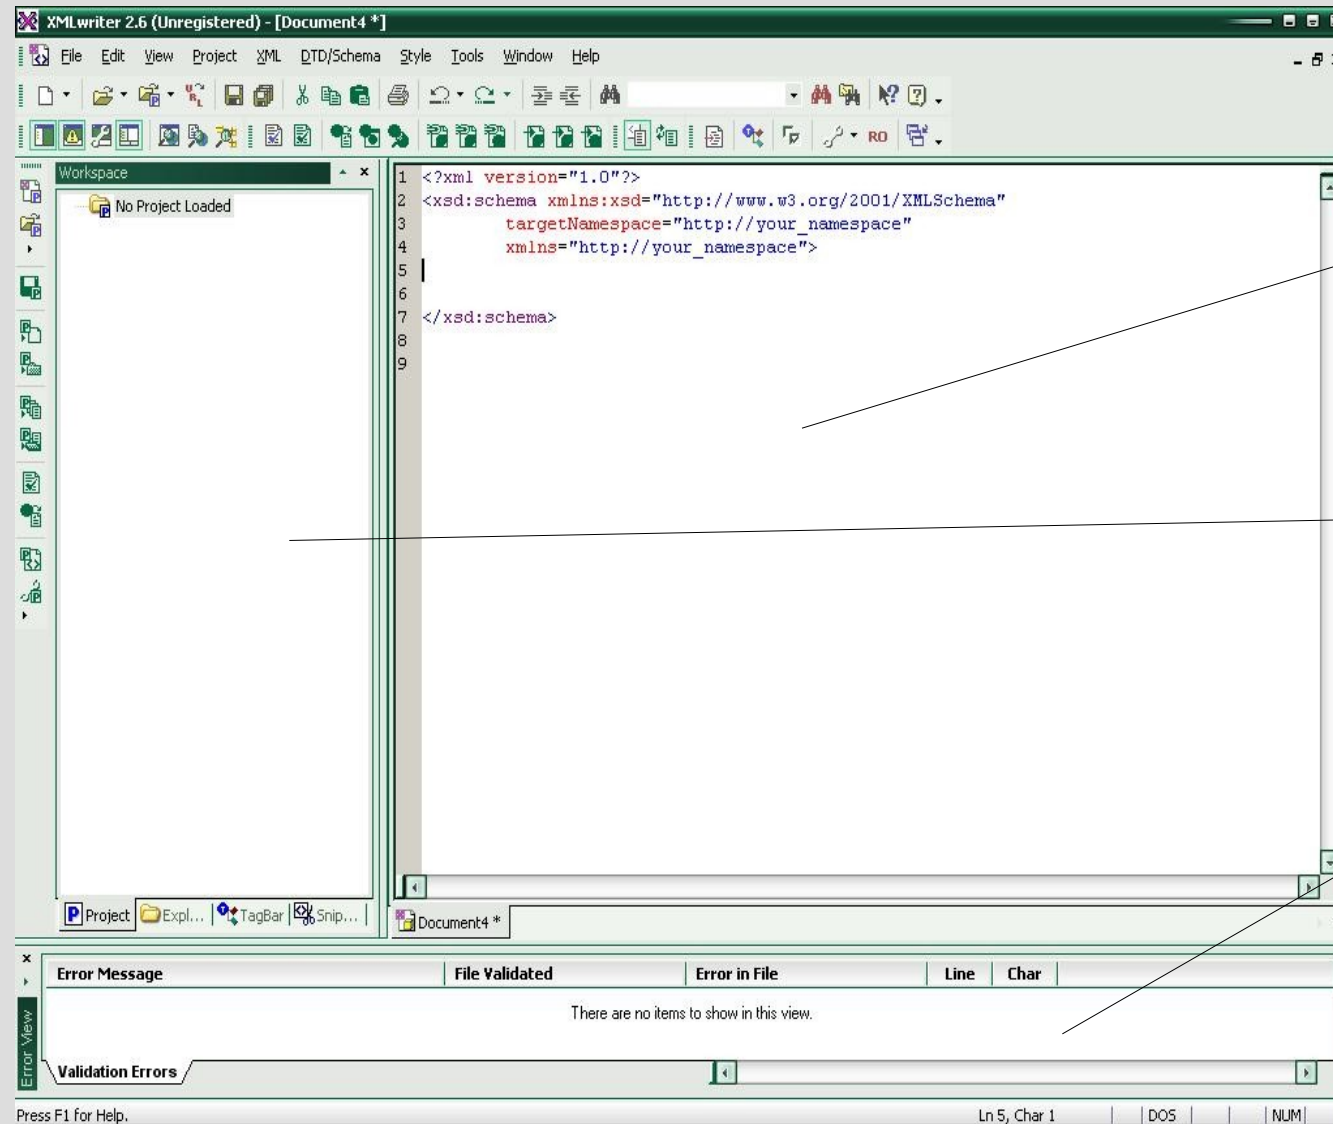 XMLwriter 2.6 (Unregistered) - [Document4 *]
File Edit View Project XML DTD/Schema Style Tools Window Help
RO
Workspace
No Project Loaded
1 <?xml version="1.0"?>
2 <xsd:schema xmlns:xsd="http://www.w3.org/2001/XMLSchema"
3 targetNamespace="http://your_namespace"
4 xmlns="http://your_namespace">
5
6
7 </xsd:schema>
8
9
Project Expl... TagBar Snip...
Document4 *
Error Message File Validated Error in File Line Char
There are no items to show in this view.
Error View
Validation Errors
Press F1 for Help. Ln 5, Char 1 DOS NUM